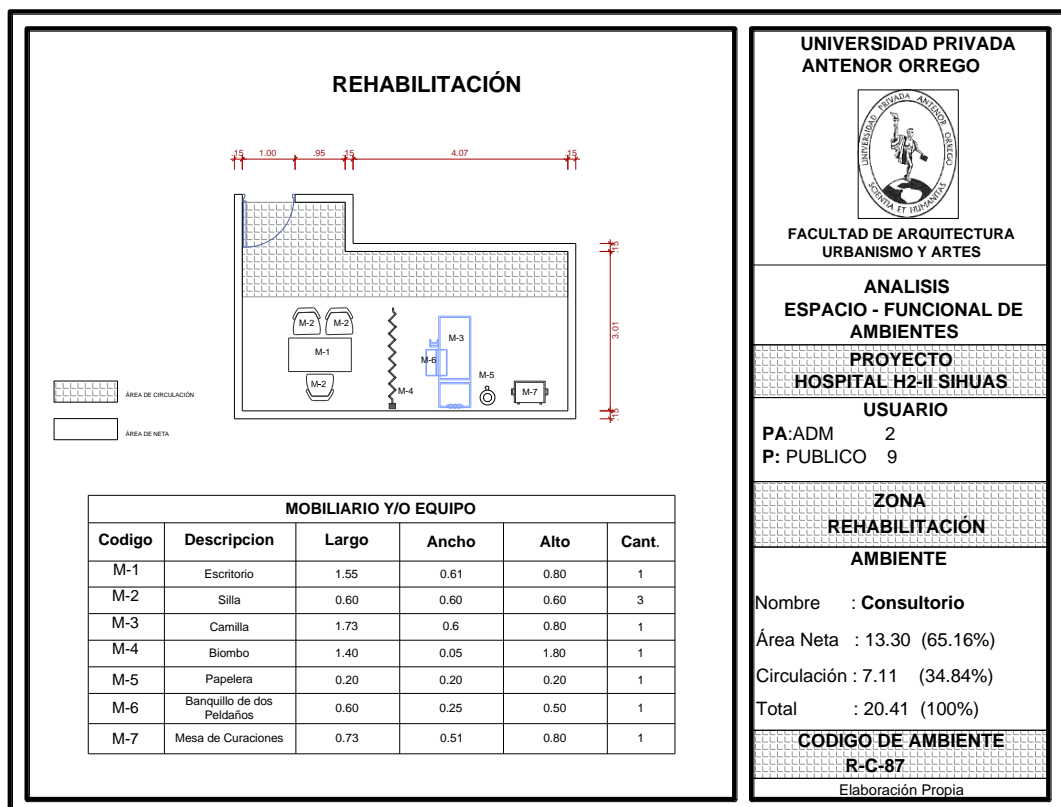 REHABILITACIÓN
.15 1.00 .95 .15 4.07 .15
.15
3.01
.15
M-2 M-2
M-1
M-2
M-3
M-6
M-5
M-4
M-7
ÁREA DE CIRCULACIÓN
ÁREA DE NETA
MOBILIARIO Y/O EQUIPO
Codigo Descripcion Largo Ancho Alto Cant.
M-1 Escritorio 1.55 0.61 0.80 1
M-2 Silla 0.60 0.60 0.60 3
M-3 Camilla 1.73 0.6 0.80 1
M-4 Biombo 1.40 0.05 1.80 1
M-5 Papelera 0.20 0.20 0.20 1
M-6 Banquillo de dos Peldaños 0.60 0.25 0.50 1
M-7 Mesa de Curaciones 0.73 0.51 0.80 1
UNIVERSIDAD PRIVADA
ANTENOR ORREGO
UNIVERSIDAD PRIVADA ANTENOR ORREGO
SCIENTIA ET HUMANITAS
FACULTAD DE ARQUITECTURA
URBANISMO Y ARTES
ANALISIS
ESPACIO - FUNCIONAL DE
AMBIENTES
PROYECTO
HOSPITAL H2-II SIHUAS
USUARIO
PA:ADM 2
P: PUBLICO 9
ZONA
REHABILITACIÓN
AMBIENTE
Nombre : Consultorio
Área Neta : 13.30 (65.16%)
Circulación : 7.11 (34.84%)
Total : 20.41 (100%)
CODIGO DE AMBIENTE
R-C-87
Elaboración Propia